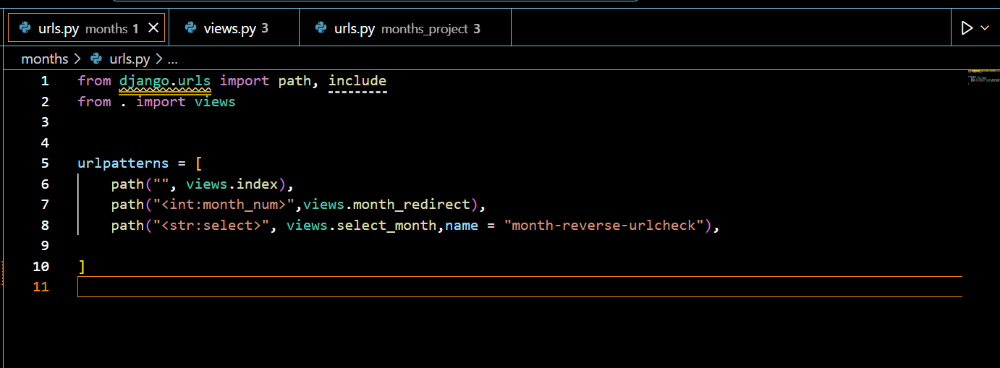 urls.py months 1 × views.py 3 urls.py months_project 3
months > urls.py > ...
1 from django.urls import path, include
2 from . import views
3
4
5 urlpatterns = [
6     path("", views.index),
7     path("<int:month_num>",views.month_redirect),
8     path("<str:select>", views.select_month,name = "month-reverse-urlcheck"),
9
10 ]
11